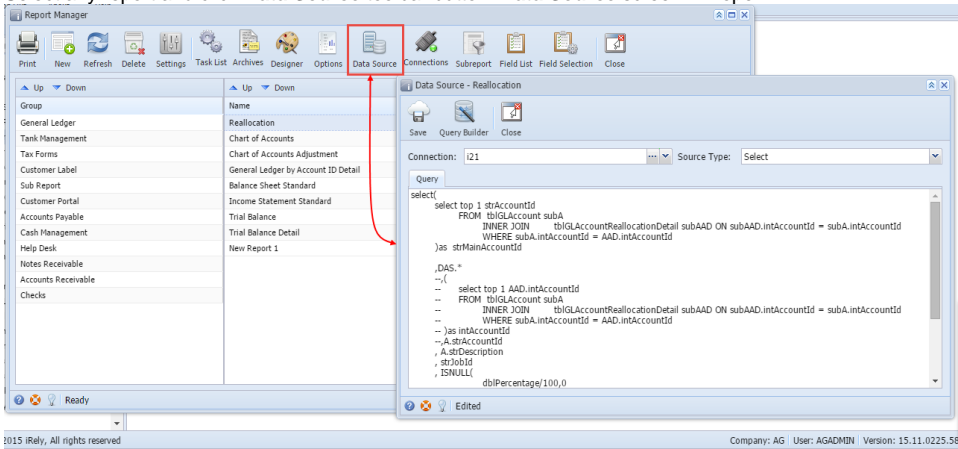 Report Manager
Print New Refresh Delete Settings Task List Archives Designer Options Data Source Connections Subreport Field List Field Selection Close
Up Down
Group
General Ledger
Tank Management
Tax Forms
Customer Label
Sub Report
Customer Portal
Accounts Payable
Cash Management
Help Desk
Notes Receivable
Accounts Receivable
Checks
Up Down
Name
Reallocation
Chart of Accounts
Chart of Accounts Adjustment
General Ledger by Account ID Detail
Balance Sheet Standard
Income Statement Standard
Trial Balance
Trial Balance Detail
New Report 1
Ready
Data Source - Reallocation
Save Query Builder Close
Connection: i21 Source Type: Select
Query
select(
select top 1 strAccountId
FROM tblGLAccount subA
INNER JOIN tblGLAccountReallocationDetail subAAD ON subAAD.intAccountId = subA.intAccountId
WHERE subA.intAccountId = AAD.intAccountId
)as strMainAccountId
,DAS.*
--,(
-- select top 1 AAD.intAccountId
-- FROM tblGLAccount subA
-- INNER JOIN tblGLAccountReallocationDetail subAAD ON subAAD.intAccountId = subA.intAccountId
-- WHERE subA.intAccountId = AAD.intAccountId
-- )as intAccountId
--,A.strAccountId
, A.strDescription
, strJobId
, ISNULL(
dblPercentage/100,0
Edited
2015 iRely, All rights reserved
Company: AG User: AGADMIN Version: 15.11.0225.58